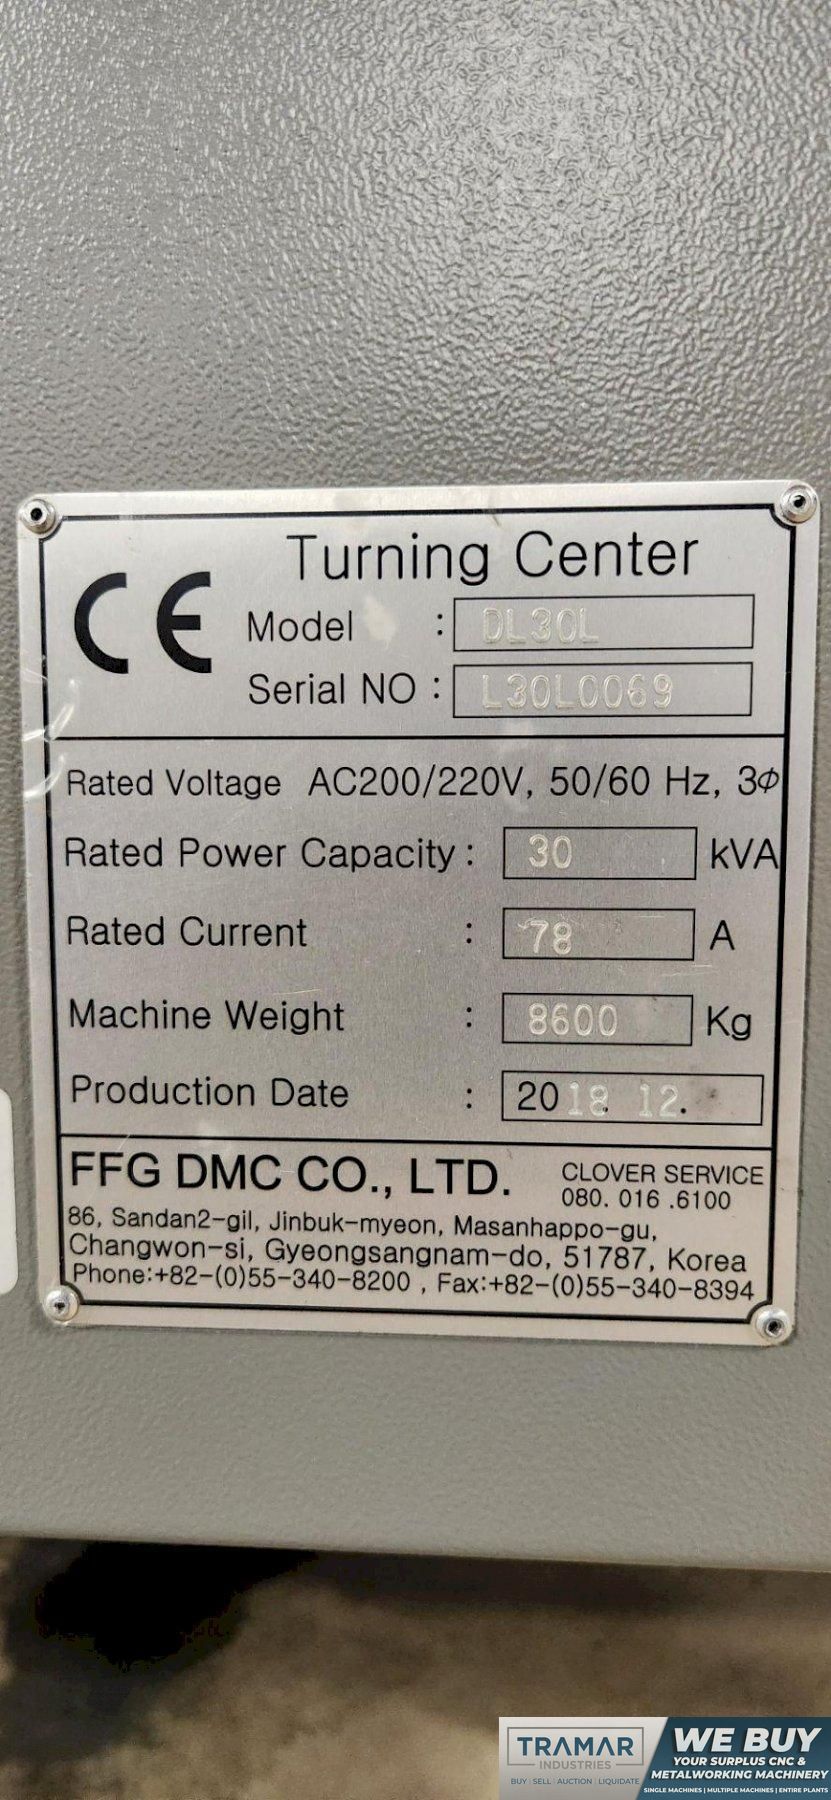 Turning Center
CE
Model : DL30L
Serial NO : L30L0069
Rated Voltage AC200/220V, 50/60 Hz, 3Φ
Rated Power Capacity : 30 kVA
Rated Current : 78 A
Machine Weight : 8600 Kg
Production Date : 2018. 12.
FFG DMC CO., LTD.
CLOVER SERVICE
080. 016 .6100
86, Sandan2-gil, Jinbuk-myeon, Masanhappo-gu,
Changwon-si, Gyeongsangnam-do, 51787, Korea
Phone:+82-(0)55-340-8200 , Fax:+82-(0)55-340-8394
TRAMAR
INDUSTRIES
BUY | SELL | AUCTION | LIQUIDATE
WE BUY
YOUR SURPLUS CNC &
METALWORKING MACHINERY
SINGLE MACHINES | MULTIPLE MACHINES | ENTIRE PLANTS